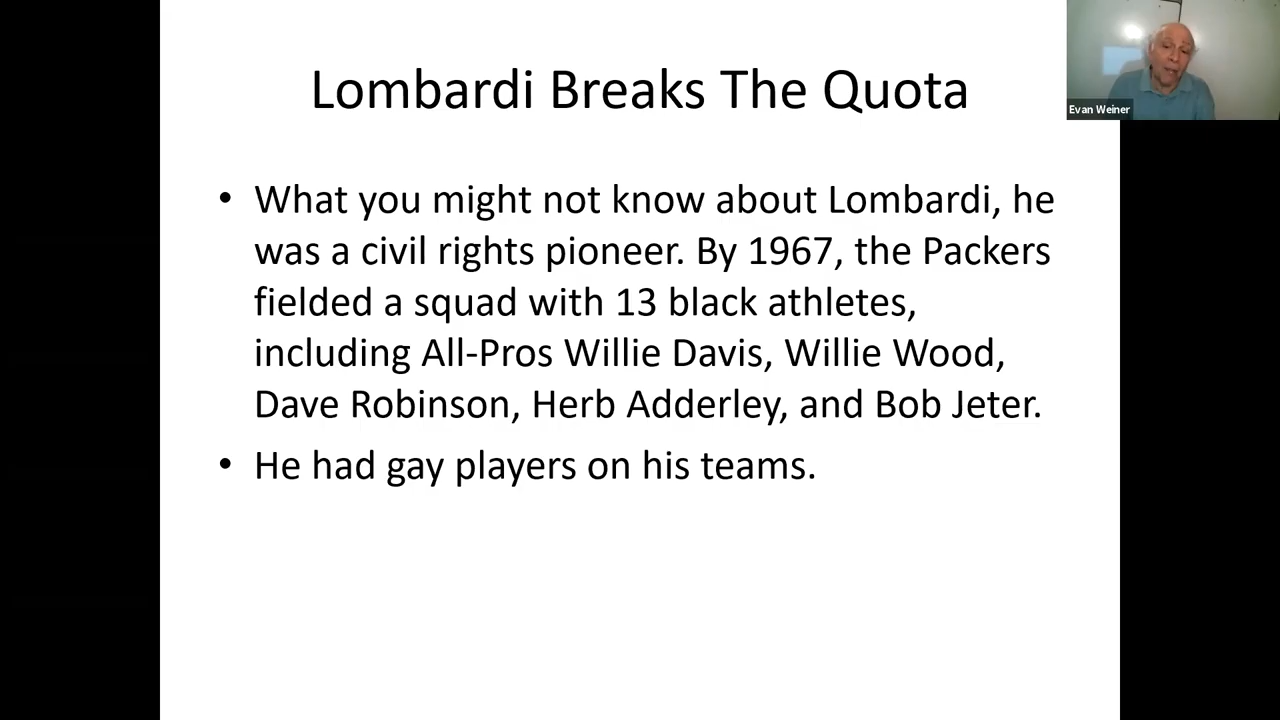 Lombardi Breaks The Quota
Evan Weiner
• What you might not know about Lombardi, he
was a civil rights pioneer. By 1967, the Packers
fielded a squad with 13 black athletes,
including All-Pros Willie Davis, Willie Wood,
Dave Robinson, Herb Adderley, and Bob Jeter.
• He had gay players on his teams.